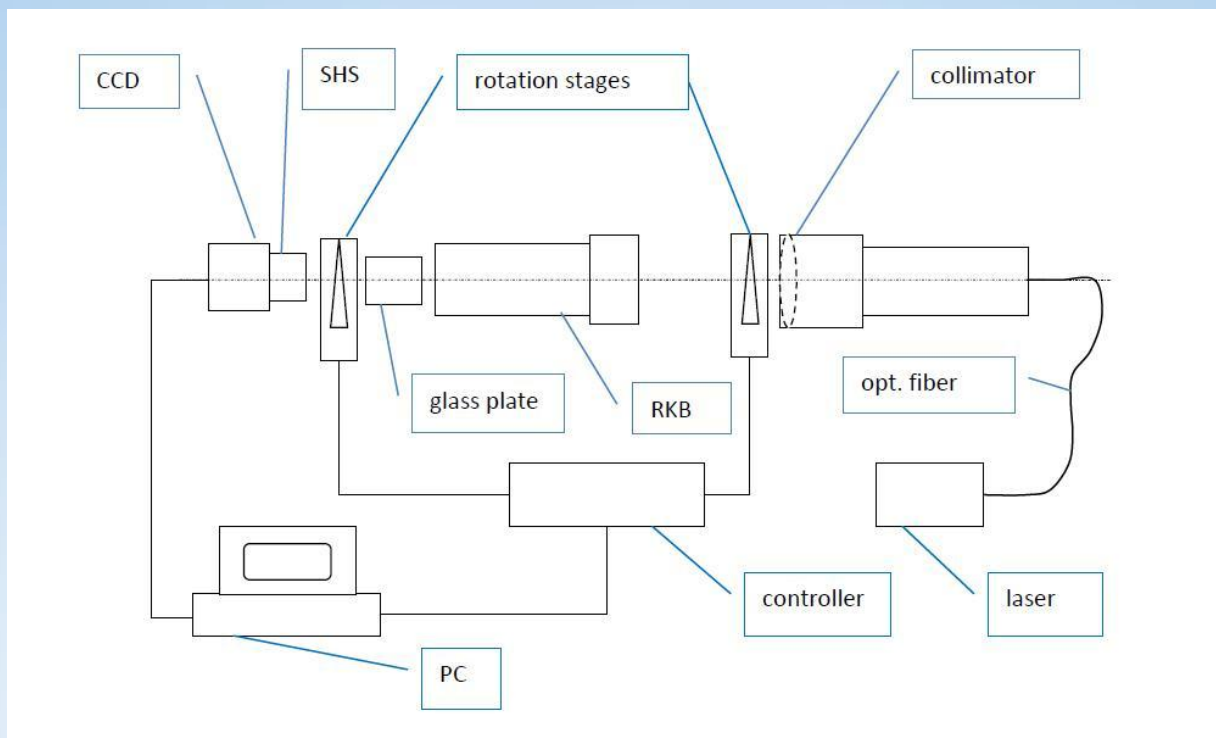 CCD
SHS
rotation stages
collimator
glass plate
RKB
opt. fiber
controller
laser
PC